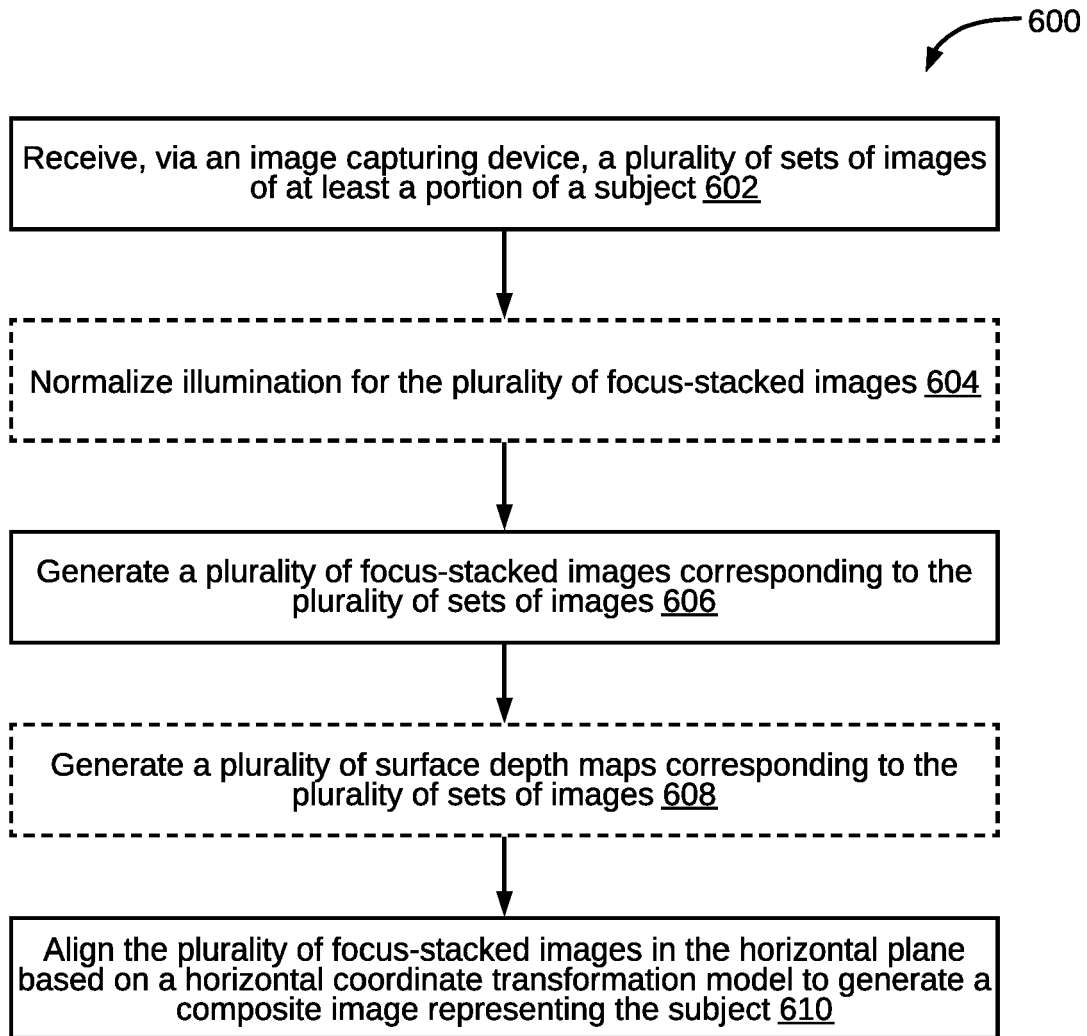 600
Receive, via an image capturing device, a plurality of sets of images
of at least a portion of a subject 602
Normalize illumination for the plurality of focus-stacked images 604
Generate a plurality of focus-stacked images corresponding to the
plurality of sets of images 606
Generate a plurality of surface depth maps corresponding to the
plurality of sets of images 608
Align the plurality of focus-stacked images in the horizontal plane
based on a horizontal coordinate transformation model to generate a
composite image representing the subject 610